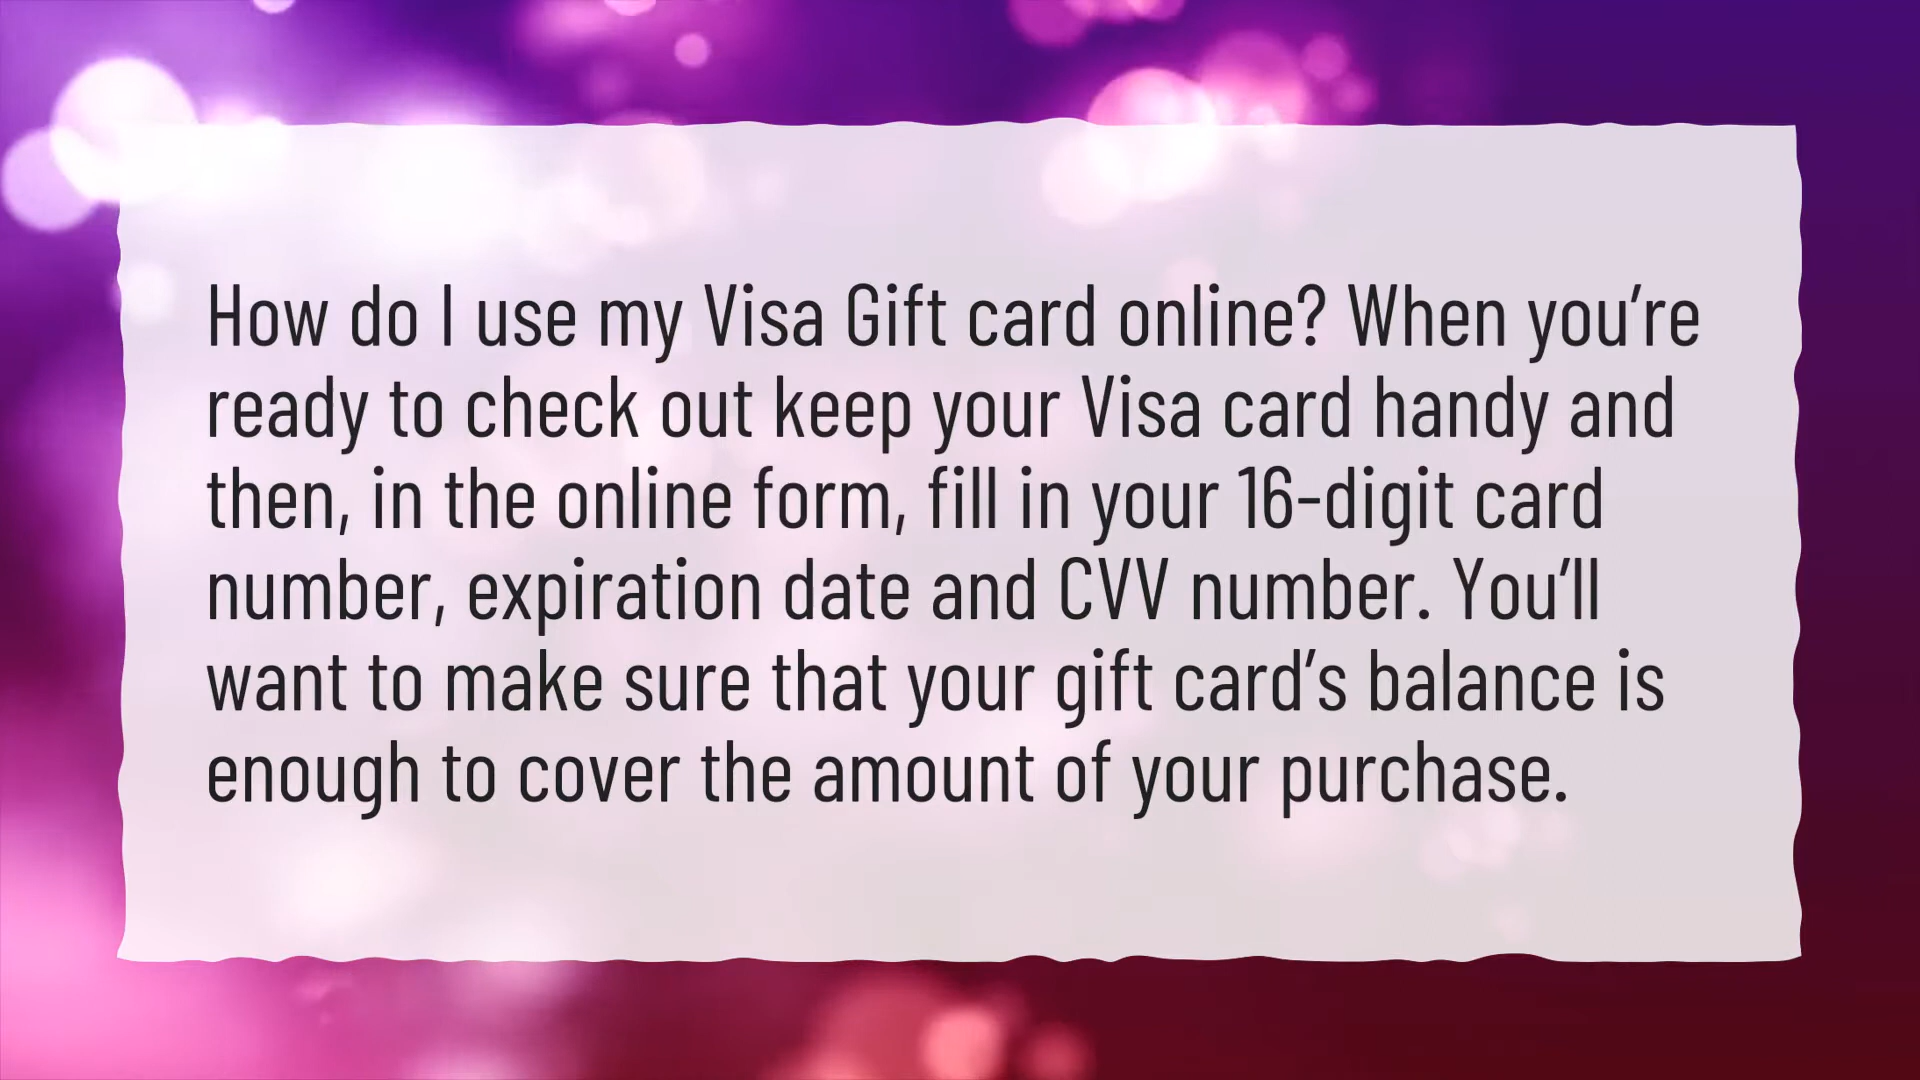 How do I use my Visa Gift card online? When you’re
ready to check out keep your Visa card handy and
then, in the online form, fill in your 16-digit card
number, expiration date and CVV number. You’ll
want to make sure that your gift card’s balance is
enough to cover the amount of your purchase.